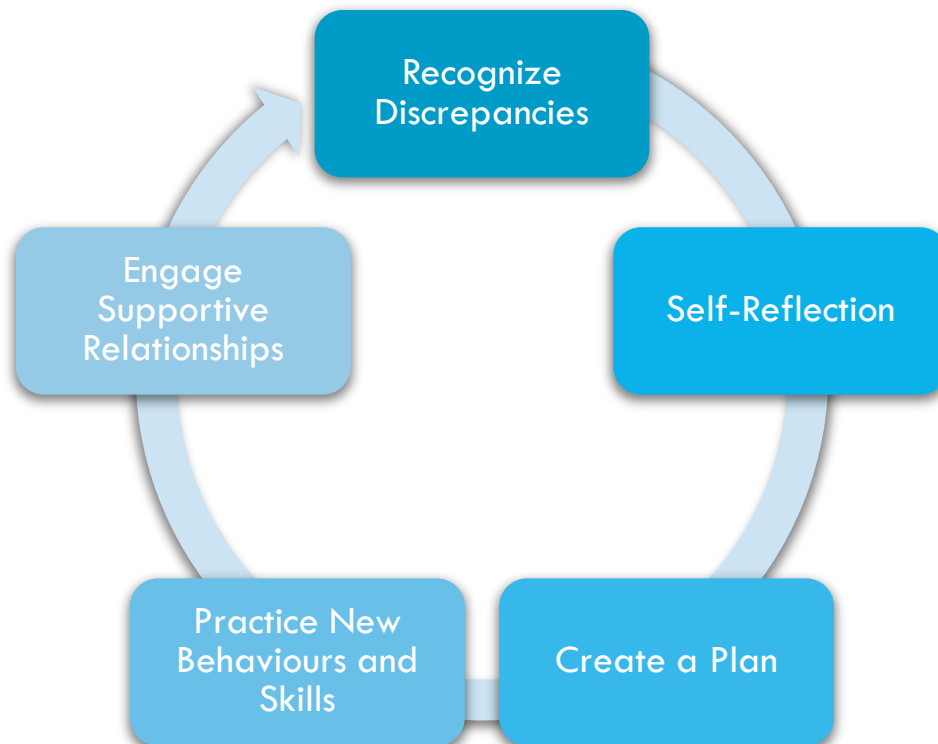 Recognize
Discrepancies
Self-Reflection
Create a Plan
Practice New
Behaviours and
Skills
Engage
Supportive
Relationships